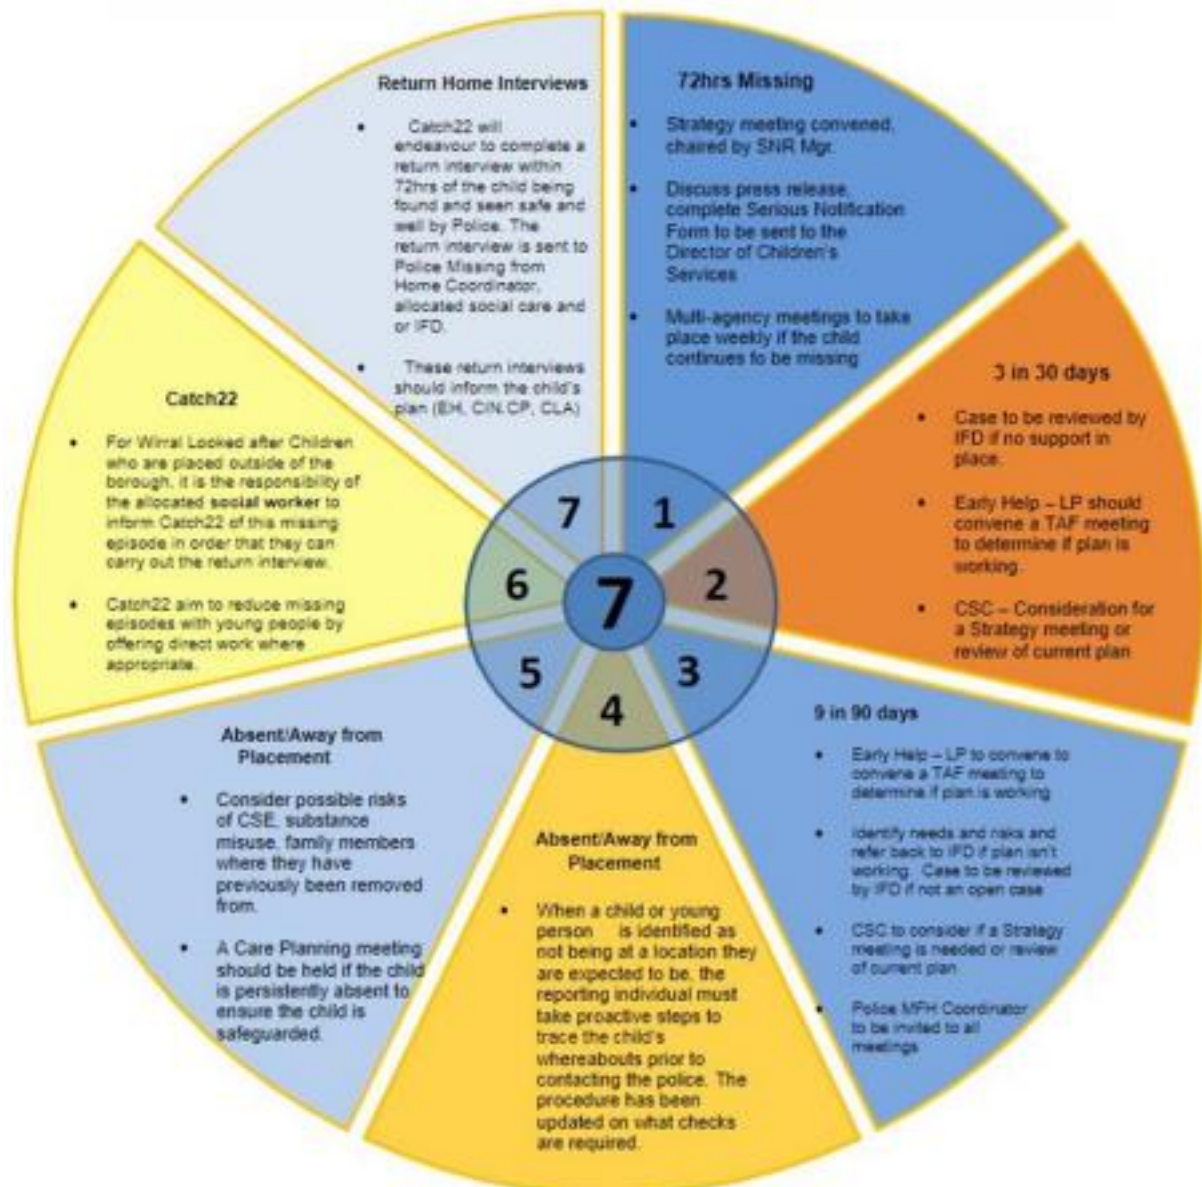 72hrs Missing
• Strategy meeting convened,
chaired by SNR Mgr.
• Discuss press release,
complete Serious Notification
Form to be sent to the
Director of Children's
Services
• Multi-agency meetings to take
place weekly if the child
continues to be missing
3 in 30 days
• Case to be reviewed by
IFD if no support in
place.
• Early Help – LP should
convene a TAF meeting
to determine if plan is
working.
• CSC – Consideration for
a Strategy meeting or
review of current plan
9 in 90 days
• Early Help – LP to convene to
convene a TAF meeting to
determine if plan is working
• Identify needs and risks and
refer back to IFD if plan isn't
working. Case to be reviewed
by IFD if not an open case
• CSC to consider if a Strategy
meeting is needed or review
of current plan
• Police MFH Coordinator
to be invited to all
meetings
Absent/Away from
Placement
• When a child or young
person is identified as
not being at a location they
are expected to be, the
reporting individual must
take proactive steps to
trace the child's
whereabouts prior to
contacting the police. The
procedure has been
updated on what checks
are required.
Absent/Away from
Placement
• Consider possible risks
of CSE, substance
misuse, family members
where they have
previously been removed
from.
• A Care Planning meeting
should be held if the child
is persistently absent to
ensure the child is
safeguarded.
Catch22
• For Wirral Looked after Children
who are placed outside of the
borough, it is the responsibility of
the allocated social worker to
inform Catch22 of this missing
episode in order that they can
carry out the return interview.
• Catch22 aim to reduce missing
episodes with young people by
offering direct work where
appropriate.
Return Home Interviews
• Catch22 will
endeavour to complete a
return interview within
72hrs of the child being
found and seen safe and
well by Police. The
return interview is sent to
Police Missing from
Home Coordinator,
allocated social care and
or IFD.
• These return interviews
should inform the child's
plan (EH, CIN.CP, CLA)
1
2
3
4
5
6
7
7